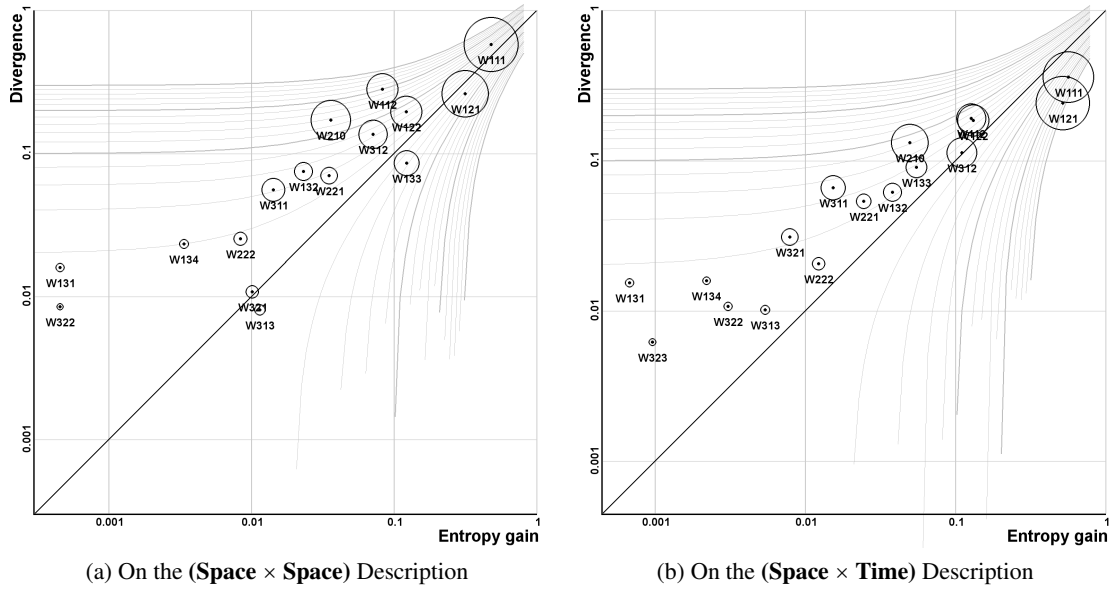 Divergence
1
0.1
0.01
0.001
W111
W112
W121
W122
W210
W312
W133
W132
W221
W311
W222
W134
W131
W322
W321
W313
0.001
0.01
0.1
1
Entropy gain
(a) On the (Space × Space) Description
Divergence
1
0.1
0.01
0.001
W111
W121
W122
W210
W312
W133
W311
W132
W221
W321
W222
W131
W134
W322
W313
W323
0.001
0.01
0.1
1
Entropy gain
(b) On the (Space × Time) Description